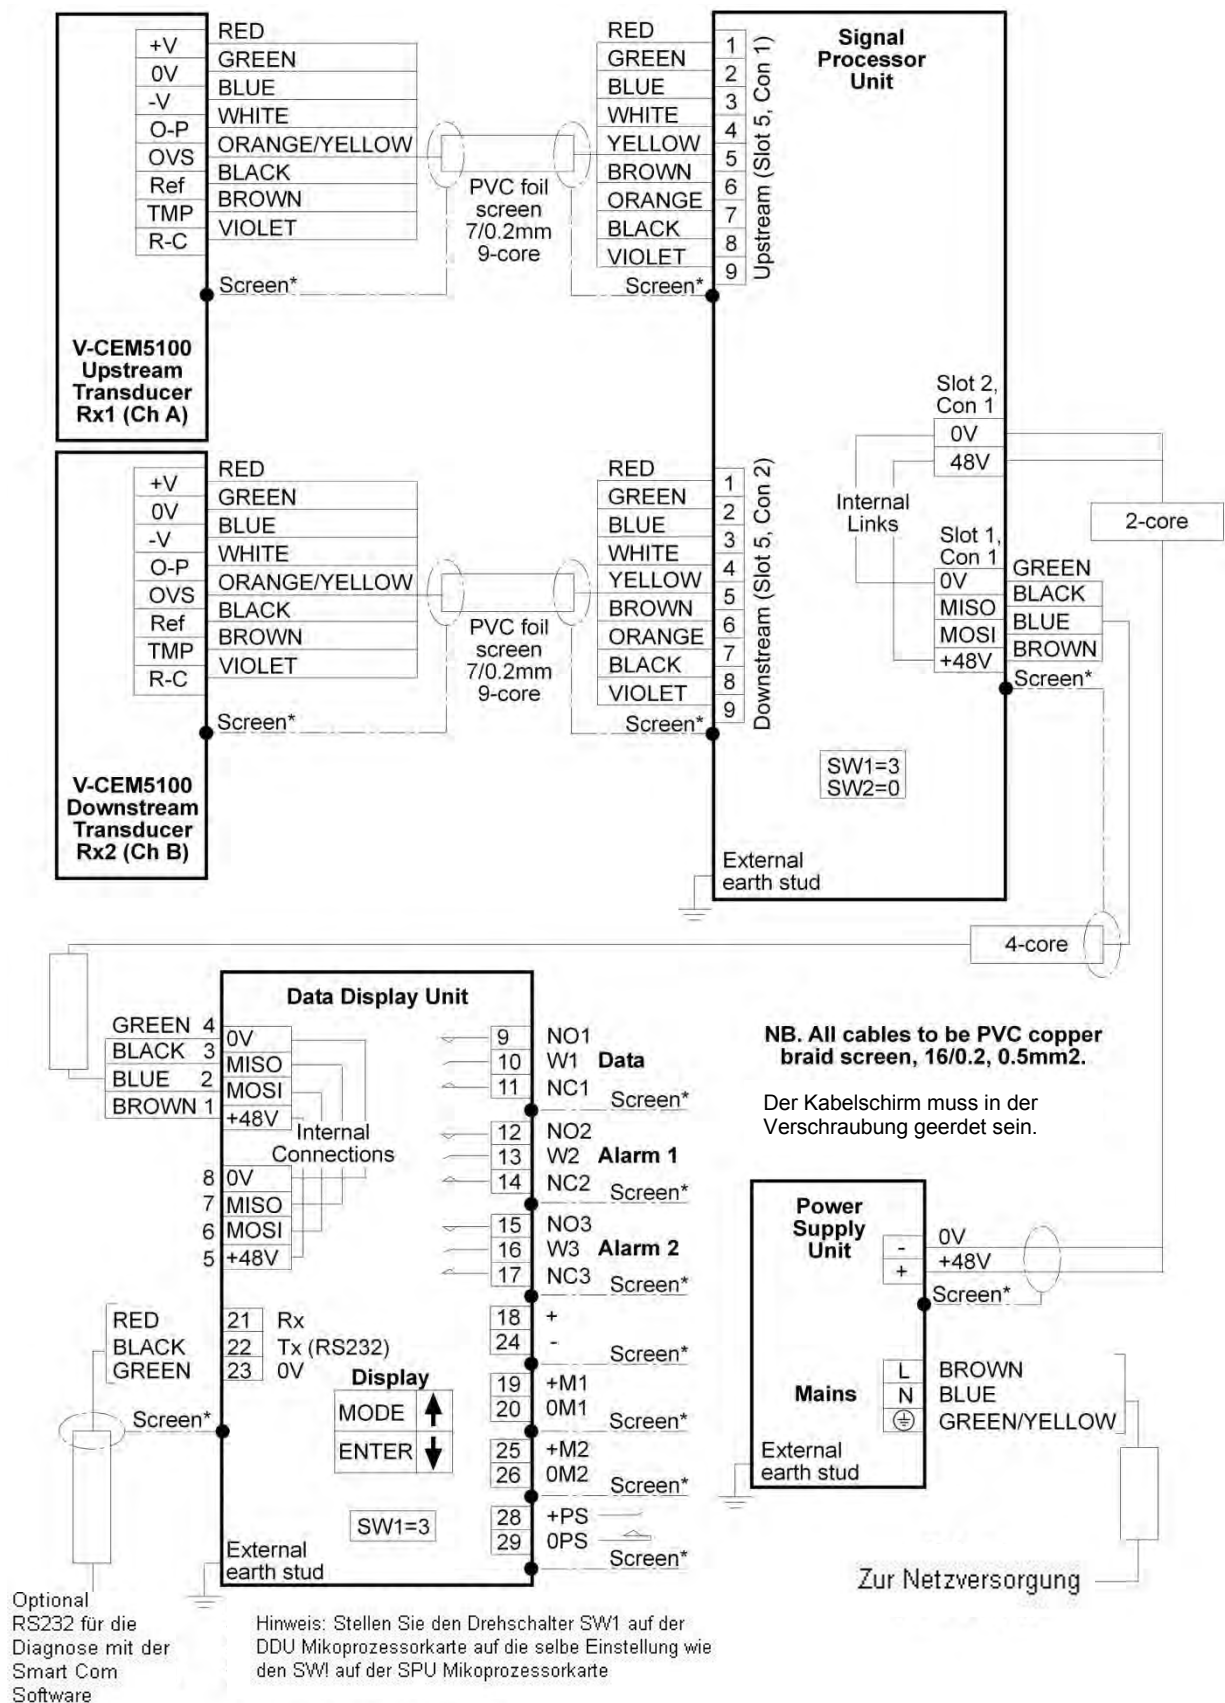 +V
0V
-V
O-P
OVS
Ref
TMP
R-C
RED
GREEN
BLUE
WHITE
ORANGE/YELLOW
BLACK
BROWN
VIOLET
Screen*
V-CEM5100
Upstream
Transducer
Rx1 (Ch A)
PVC foil
screen
7/0.2mm
9-core
RED
GREEN
BLUE
WHITE
YELLOW
BROWN
ORANGE
BLACK
VIOLET
Screen*
1
2
3
4
5
6
7
8
9
Upstream (Slot 5, Con 1)
Signal
Processor
Unit
+V
0V
-V
O-P
OVS
Ref
TMP
R-C
RED
GREEN
BLUE
WHITE
ORANGE/YELLOW
BLACK
BROWN
VIOLET
Screen*
V-CEM5100
Downstream
Transducer
Rx2 (Ch B)
PVC foil
screen
7/0.2mm
9-core
RED
GREEN
BLUE
WHITE
YELLOW
BROWN
ORANGE
BLACK
VIOLET
Screen*
1
2
3
4
5
6
7
8
9
Downstream (Slot 5, Con 2)
Slot 2,
Con 1
0V
48V
Internal
Links
Slot 1,
Con 1
0V
MISO
MOSI
+48V
GREEN
BLACK
BLUE
BROWN
Screen*
2-core
SW1=3
SW2=0
External
earth stud
4-core
Data Display Unit
GREEN 4
BLACK 3
BLUE 2
BROWN 1
0V
MISO
MOSI
+48V
Internal
Connections
8 0V
7 MISO
6 MOSI
5 +48V
RED
BLACK
GREEN
21 Rx
22 Tx (RS232)
23 0V
Screen*
Display
MODE
ENTER
SW1=3
External
earth stud
9 NO1
10 W1 Data
11 NC1
Screen*
12 NO2
13 W2 Alarm 1
14 NC2
Screen*
15 NO3
16 W3 Alarm 2
17 NC3
Screen*
18 +
24 -
Screen*
19 +M1
20 0M1
Screen*
25 +M2
26 0M2
Screen*
28 +PS
29 0PS
Screen*
NB. All cables to be PVC copper
braid screen, 16/0.2, 0.5mm2.
Der Kabelschirm muss in der
Verschraubung geerdet sein.
Power
Supply
Unit
-
+
0V
+48V
Screen*
Mains
L BROWN
N BLUE
GREEN/YELLOW
External
earth stud
Zur Netzversorgung
Optional
RS232 für die
Diagnose mit der
Smart Com
Software
Hinweis: Stellen Sie den Drehschalter SW1 auf der
DDU Mikoprozessorkarte auf die selbe Einstellung wie
den SW! auf der SPU Mikoprozessorkarte